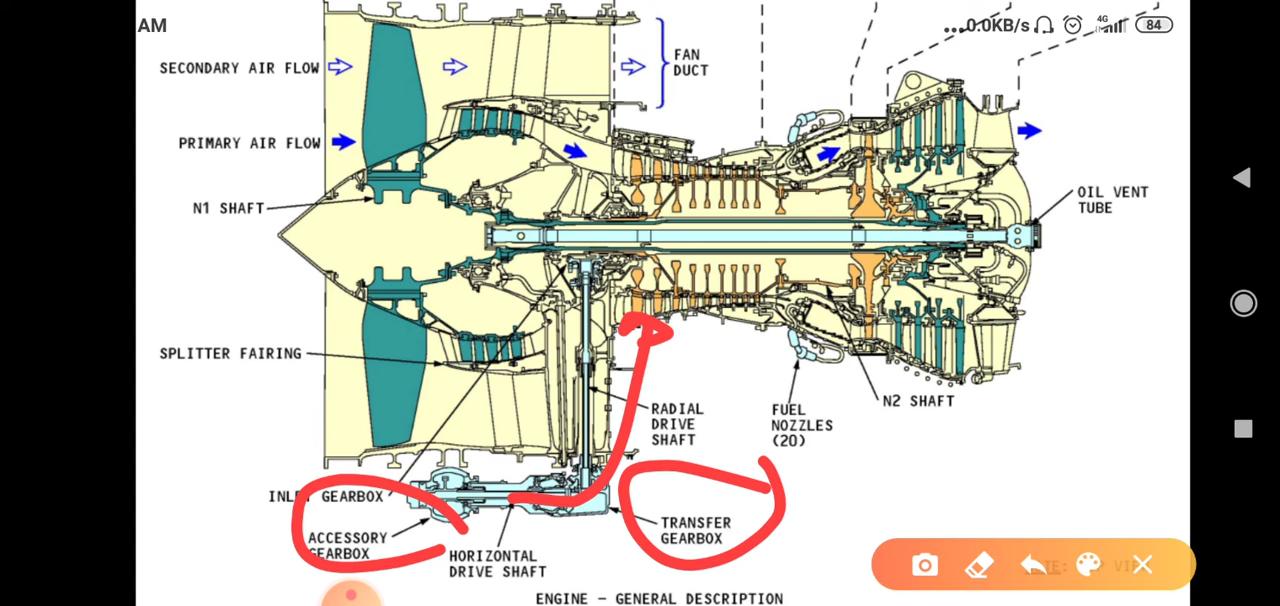 AM
...0.0KB/s 4G 84
SECONDARY AIR FLOW
FAN
DUCT
PRIMARY AIR FLOW
N1 SHAFT
OIL VENT
TUBE
SPLITTER FAIRING
RADIAL
DRIVE
SHAFT
FUEL
NOZZLES
(20)
N2 SHAFT
INLET GEARBOX
ACCESSORY
GEARBOX
HORIZONTAL
DRIVE SHAFT
TRANSFER
GEARBOX
ENGINE - GENERAL DESCRIPTION